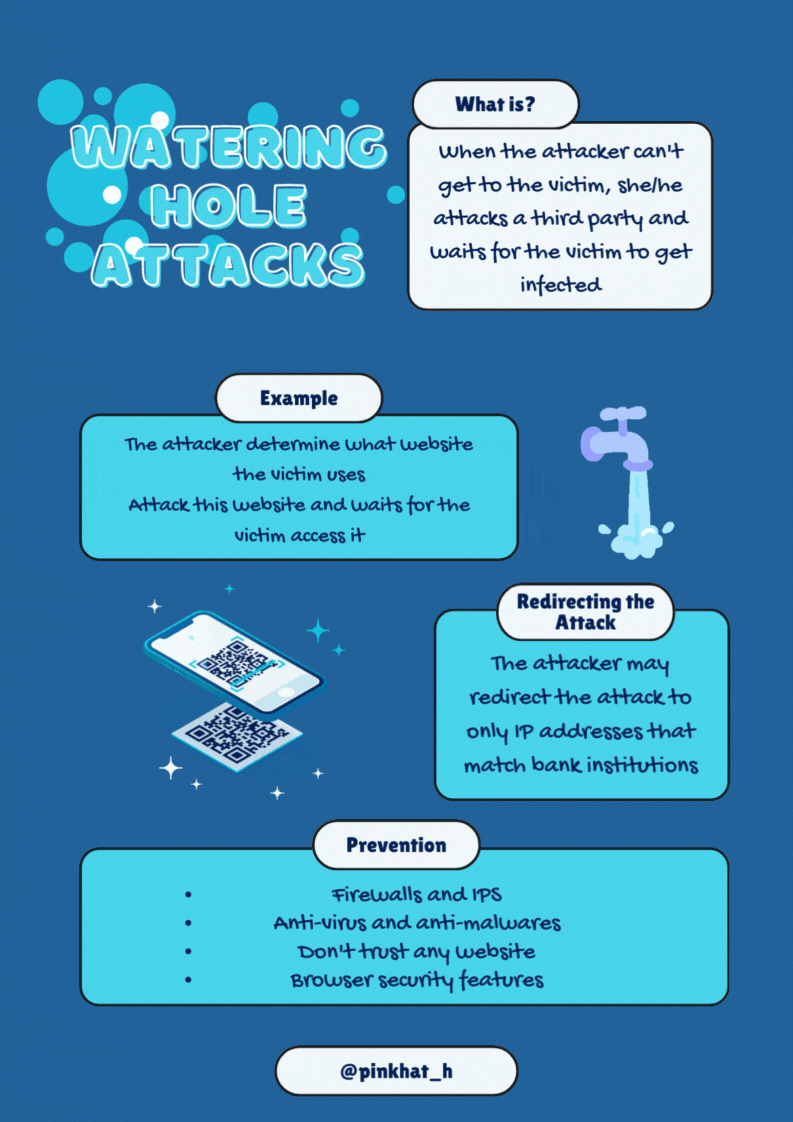 WATERING
HOLE
ATTACKS
What is?
When the attacker can't
get to the victim, she/he
attacks a third party and
waits for the victim to get
infected
Example
The attacker determine what website
the victim uses
Attack this website and waits for the
victim access it
Redirecting the
Attack
The attacker may
redirect the attack to
only IP addresses that
match bank institutions
Prevention
• Firewalls and IPS
• Anti-virus and anti-malwares
• Don't trust any website
• Browser security features
@pinkhat_h